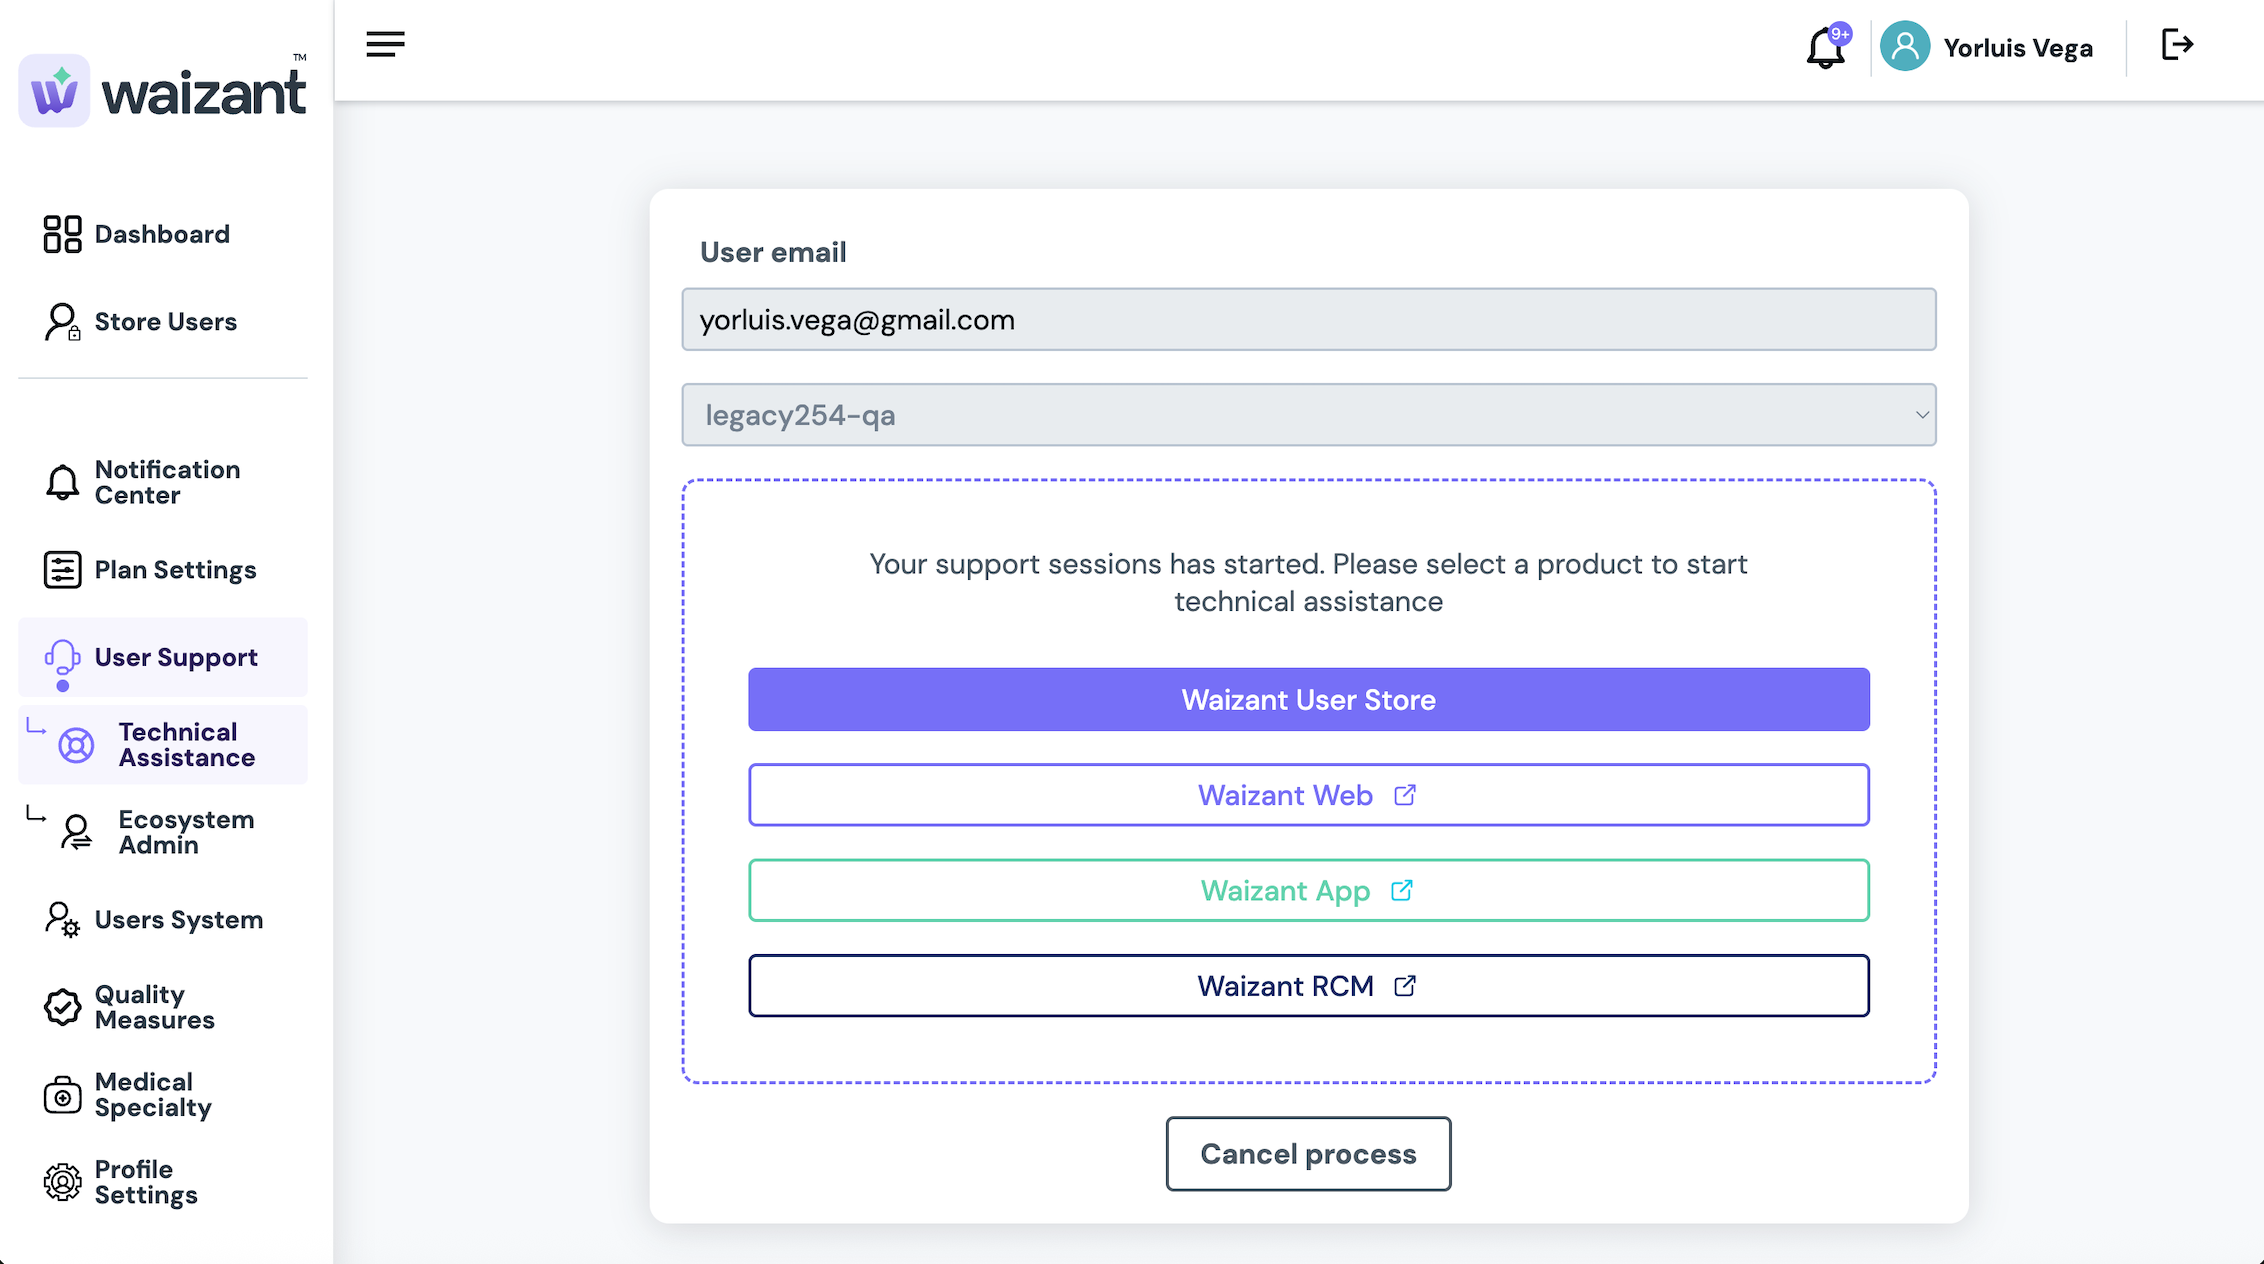 waizant™
9+
Yorluis Vega
Dashboard
Store Users
Notification
Center
Plan Settings
User Support
Technical
Assistance
Ecosystem
Admin
Users System
Quality
Measures
Medical
Specialty
Profile
Settings
User email
yorluis.vega@gmail.com
legacy254-qa
Your support sessions has started. Please select a product to start
technical assistance
Waizant User Store
Waizant Web
Waizant App
Waizant RCM
Cancel process